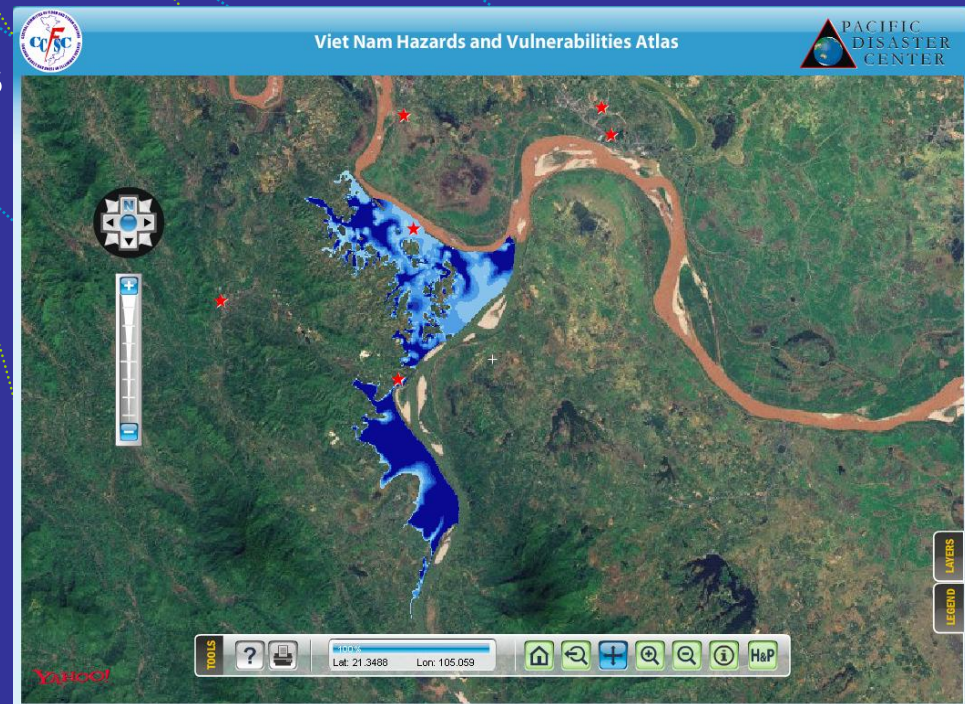 CCFSC
Viet Nam Hazards and Vulnerabilities Atlas
PACIFIC
DISASTER
CENTER
N
+
-
LAYERS
LEGEND
TOOLS
?
100%
Lat: 21.3488 Lon: 105.059
i
H&P
YAHOO!